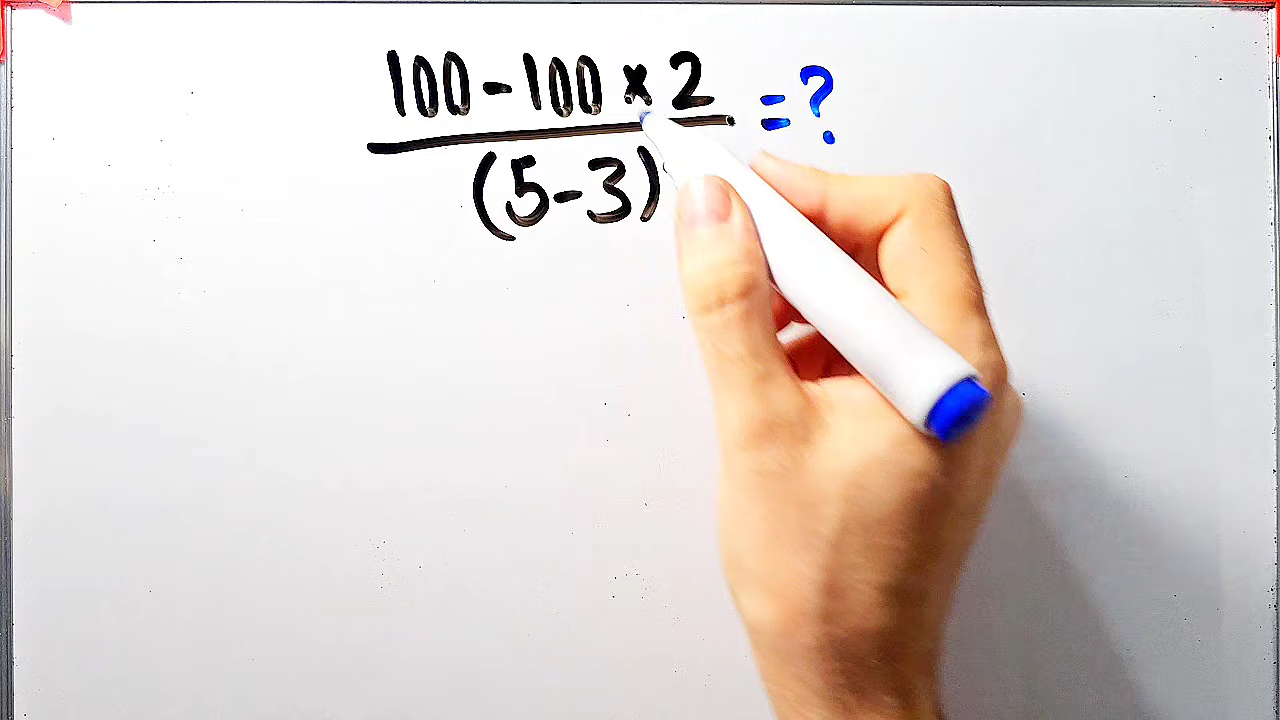 100 - 100 × 2 = ?
(5 - 3)